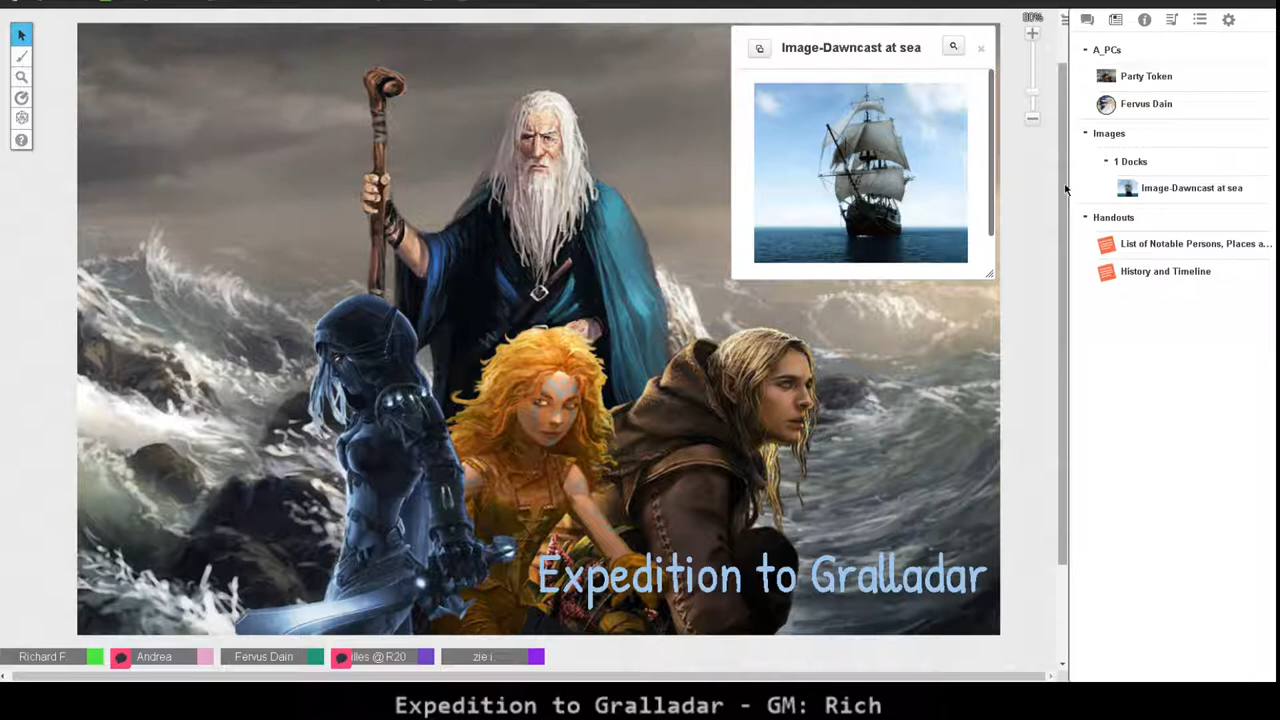 80%
Image-Dawncast at sea
A_PCs
Party Token
Fervus Dain
Images
1 Docks
Image-Dawncast at sea
Handouts
List of Notable Persons, Places a...
History and Timeline
Expedition to Gralladar
Richard F.
Andrea
Fervus Dain
illes @ R20
zie i.
Expedition to Gralladar - GM: Rich